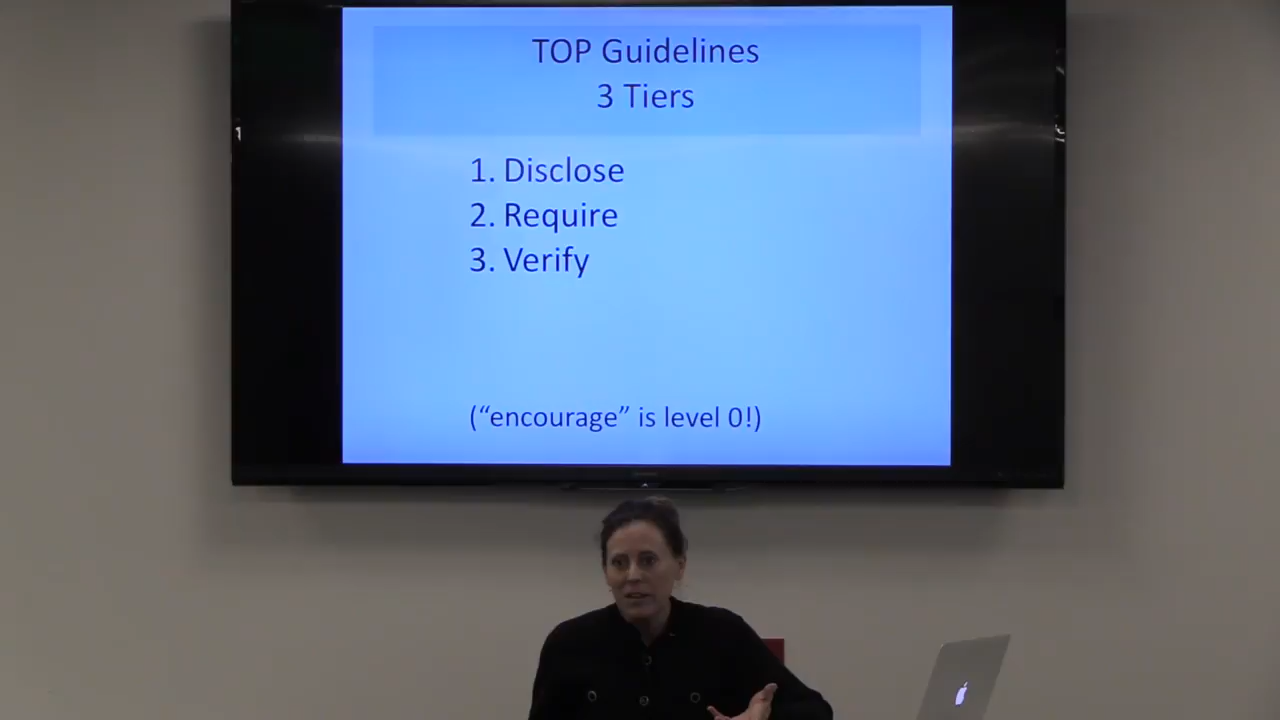 TOP Guidelines
3 Tiers
1. Disclose
2. Require
3. Verify
(“encourage” is level 0!)